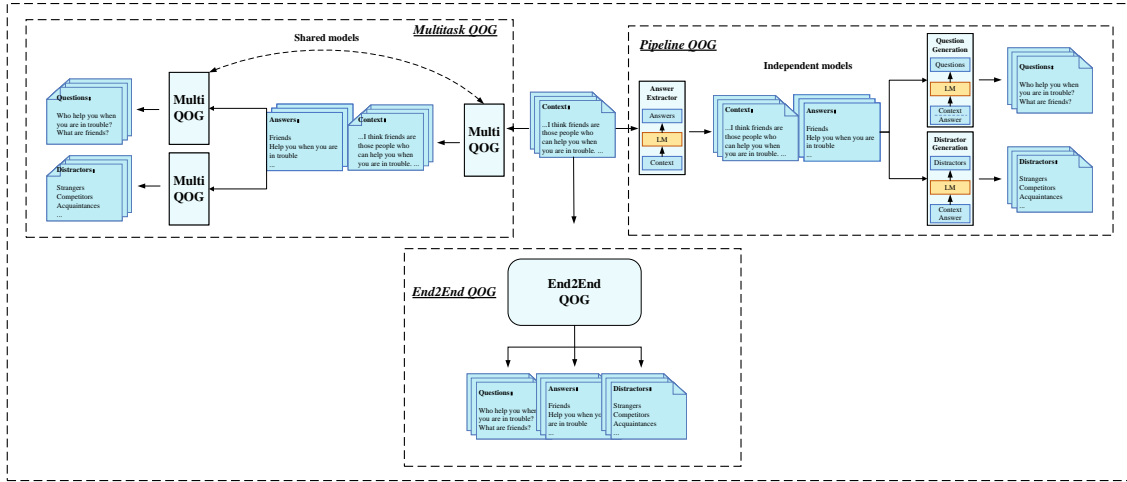 Multitask QOG
Shared models
Questions:
Who help you when
you are in trouble?
What are friends?
Multi
QOG
Distractors:
Strangers
Competitors
Acquaintances
...
Multi
QOG
Answers:
Friends
Help you when you are
in trouble
...
Context:
...I think friends are
those people who
can help you when
you are in trouble. ...
Multi
QOG
Context:
...I think friends are
those people who
can help you when
you are in trouble. ...
Pipeline QOG
Independent models
Answer
Extractor
Answers
LM
Context
Context:
...I think friends are
those people who
can help you when
you are in trouble. ...
Answers:
Friends
Help you when you are
in trouble
...
Question
Generation
Questions
LM
Context
Answer
Questions:
Who help you when
you are in trouble?
What are friends?
Distractor
Generation
Distractors
LM
Context
Answer
Distractors:
Strangers
Competitors
Acquaintances
...
End2End QOG
End2End
QOG
Questions:
Who help you when
you are in trouble?
What are friends?
Answers:
Friends
Help you when yo
are in trouble
...
Distractors:
Strangers
Competitors
Acquaintances
...